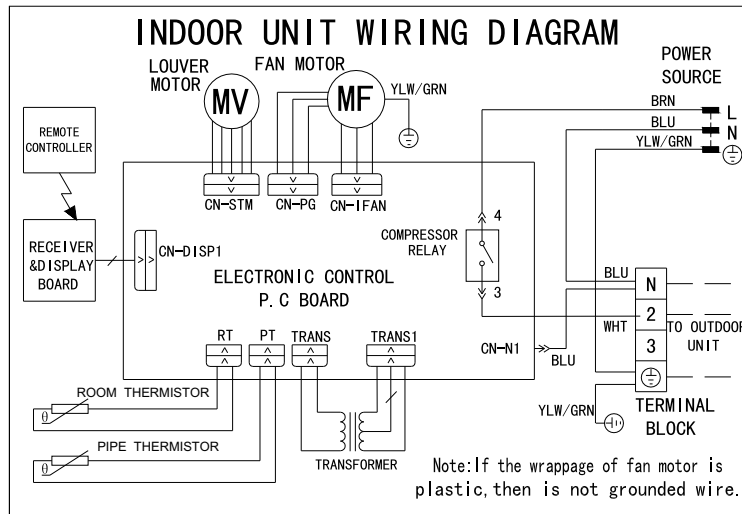 INDOOR UNIT WIRING DIAGRAM
LOUVER
MOTOR
FAN MOTOR
MV
MF
YLW/GRN
POWER
SOURCE
BRN
L
BLU
N
YLW/GRN
REMOTE
CONTROLLER
CN-STM
CN-PG
CN-IFAN
4
COMPRESSOR
RELAY
3
RECEIVER
&DISPLAY
BOARD
CN-DISP1
ELECTRONIC CONTROL
P.C BOARD
BLU
N
2
WHT
TO OUTDOOR
UNIT
3
RT
PT
TRANS
TRANS1
CN-N1
BLU
ROOM THERMISTOR
θ
YLW/GRN
TERMINAL
BLOCK
PIPE THERMISTOR
θ
TRANSFORMER
Note:If the wrappage of fan motor is
plastic,then is not grounded wire.